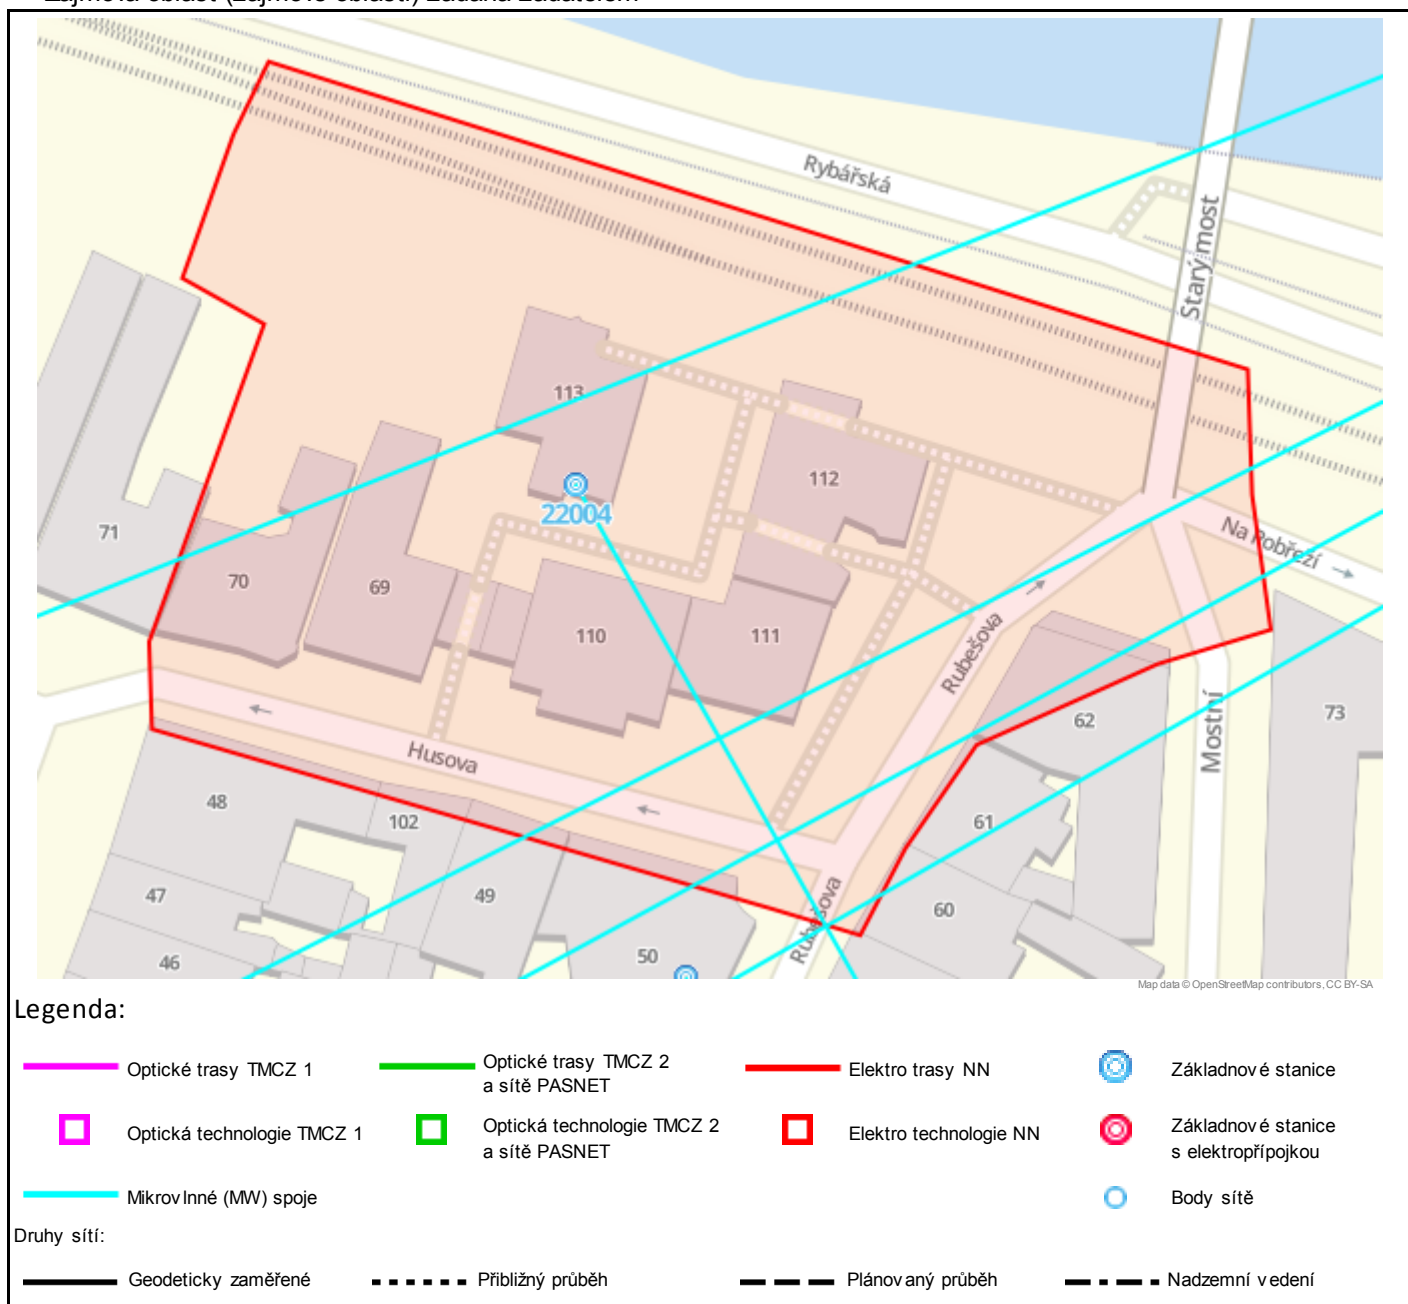 Rybářská
Starý most
113
112
22004
71
Na Pobřezí
70
69
110
111
Rubešova
62
73
Mostní
Husova
48
102
61
47
49
Rubešova
60
46
50
Map data © OpenStreetMap contributors, CC BY-SA
Legenda:
Optické trasy TMCZ 1
Optické trasy TMCZ 2
a sítě PASNET
Elektro trasy NN
Základnové stanice
Optická technologie TMCZ 1
Optická technologie TMCZ 2
a sítě PASNET
Elektro technologie NN
Základnové stanice
s elektropřípojkou
Mikrovlnné (MW) spoje
Body sítě
Druhy sítí:
Geodeticky zaměřené
Přibližný průběh
Plánovaný průběh
Nadzemní vedení